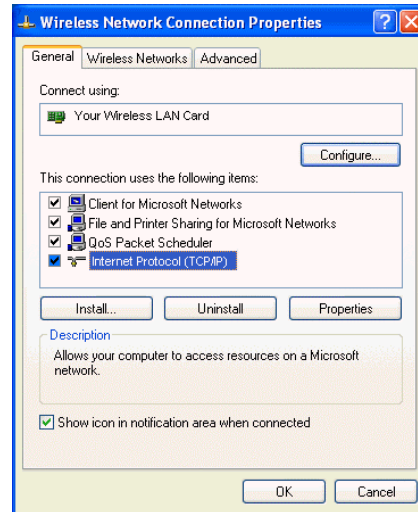 Wireless Network Connection Properties
General Wireless Networks Advanced
Connect using:
Your Wireless LAN Card
Configure...
This connection uses the following items:
Client for Microsoft Networks
File and Printer Sharing for Microsoft Networks
QoS Packet Scheduler
Internet Protocol (TCP/IP)
Install... Uninstall Properties
Description
Allows your computer to access resources on a Microsoft
network.
Show icon in notification area when connected
OK Cancel